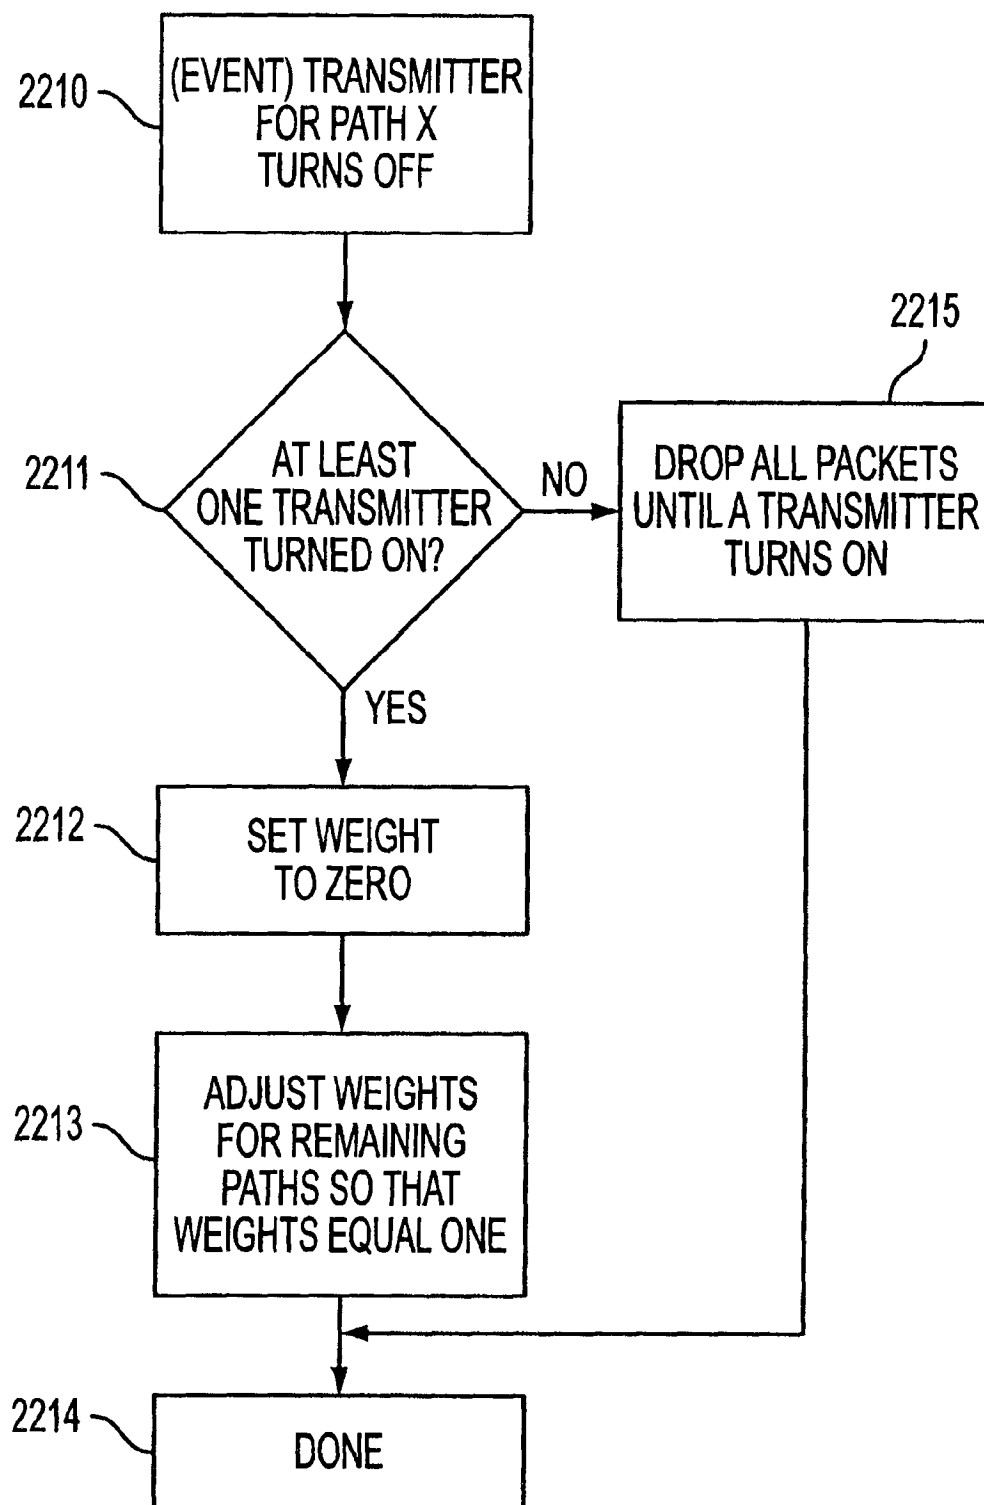 2210
(EVENT) TRANSMITTER
FOR PATH X
TURNS OFF
2211
AT LEAST
ONE TRANSMITTER
TURNED ON?
NO
2215
DROP ALL PACKETS
UNTIL A TRANSMITTER
TURNS ON
YES
2212
SET WEIGHT
TO ZERO
2213
ADJUST WEIGHTS
FOR REMAINING
PATHS SO THAT
WEIGHTS EQUAL ONE
2214
DONE